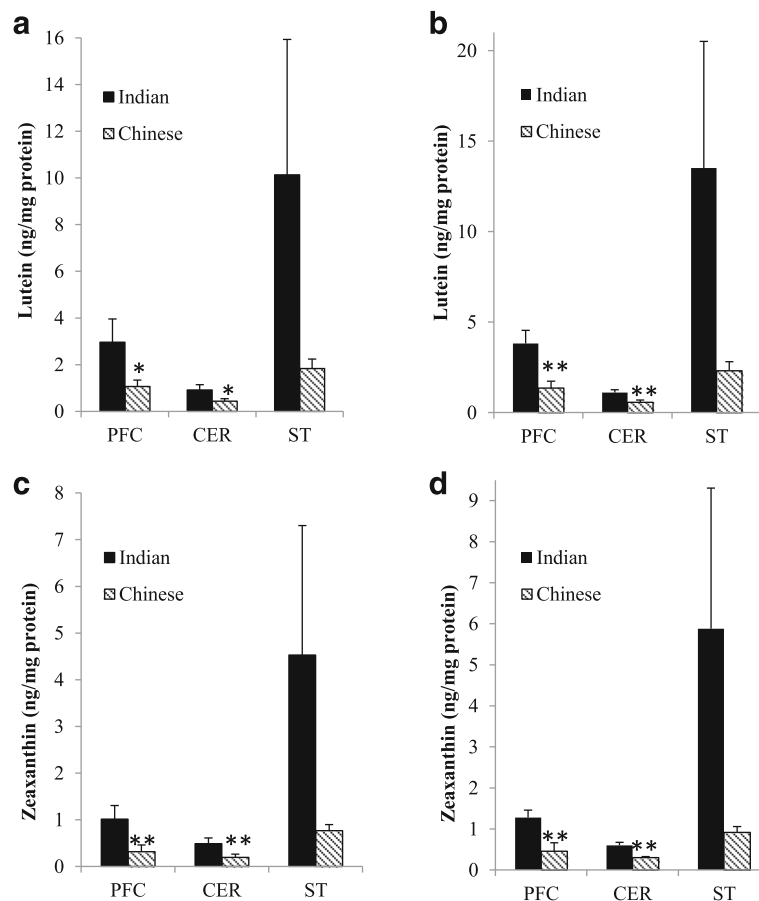 a
Lutein (ng/mg protein)
16
14
12
10
8
6
4
2
0
Indian
Chinese
*
*
PFC CER ST
b
Lutein (ng/mg protein)
20
15
10
5
0
Indian
Chinese
**
**
PFC CER ST
c
Zeaxanthin (ng/mg protein)
8
7
6
5
4
3
2
1
0
Indian
Chinese
**
**
PFC CER ST
d
Zeaxanthin (ng/mg protein)
9
8
7
6
5
4
3
2
1
0
Indian
Chinese
**
**
PFC CER ST